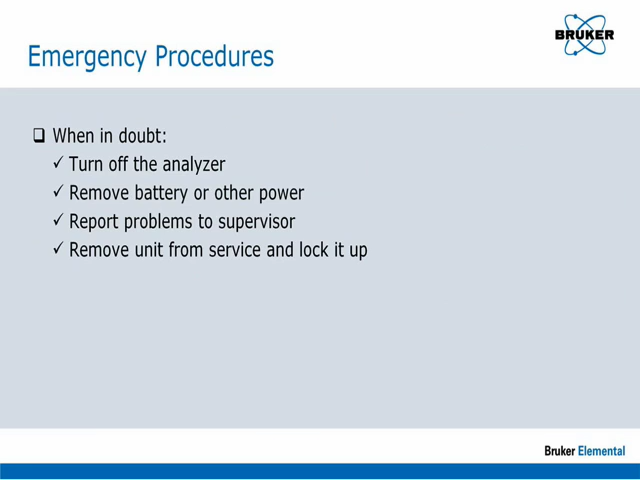 BRUKER
Emergency Procedures
When in doubt:
Turn off the analyzer
Remove battery or other power
Report problems to supervisor
Remove unit from service and lock it up
Bruker Elemental